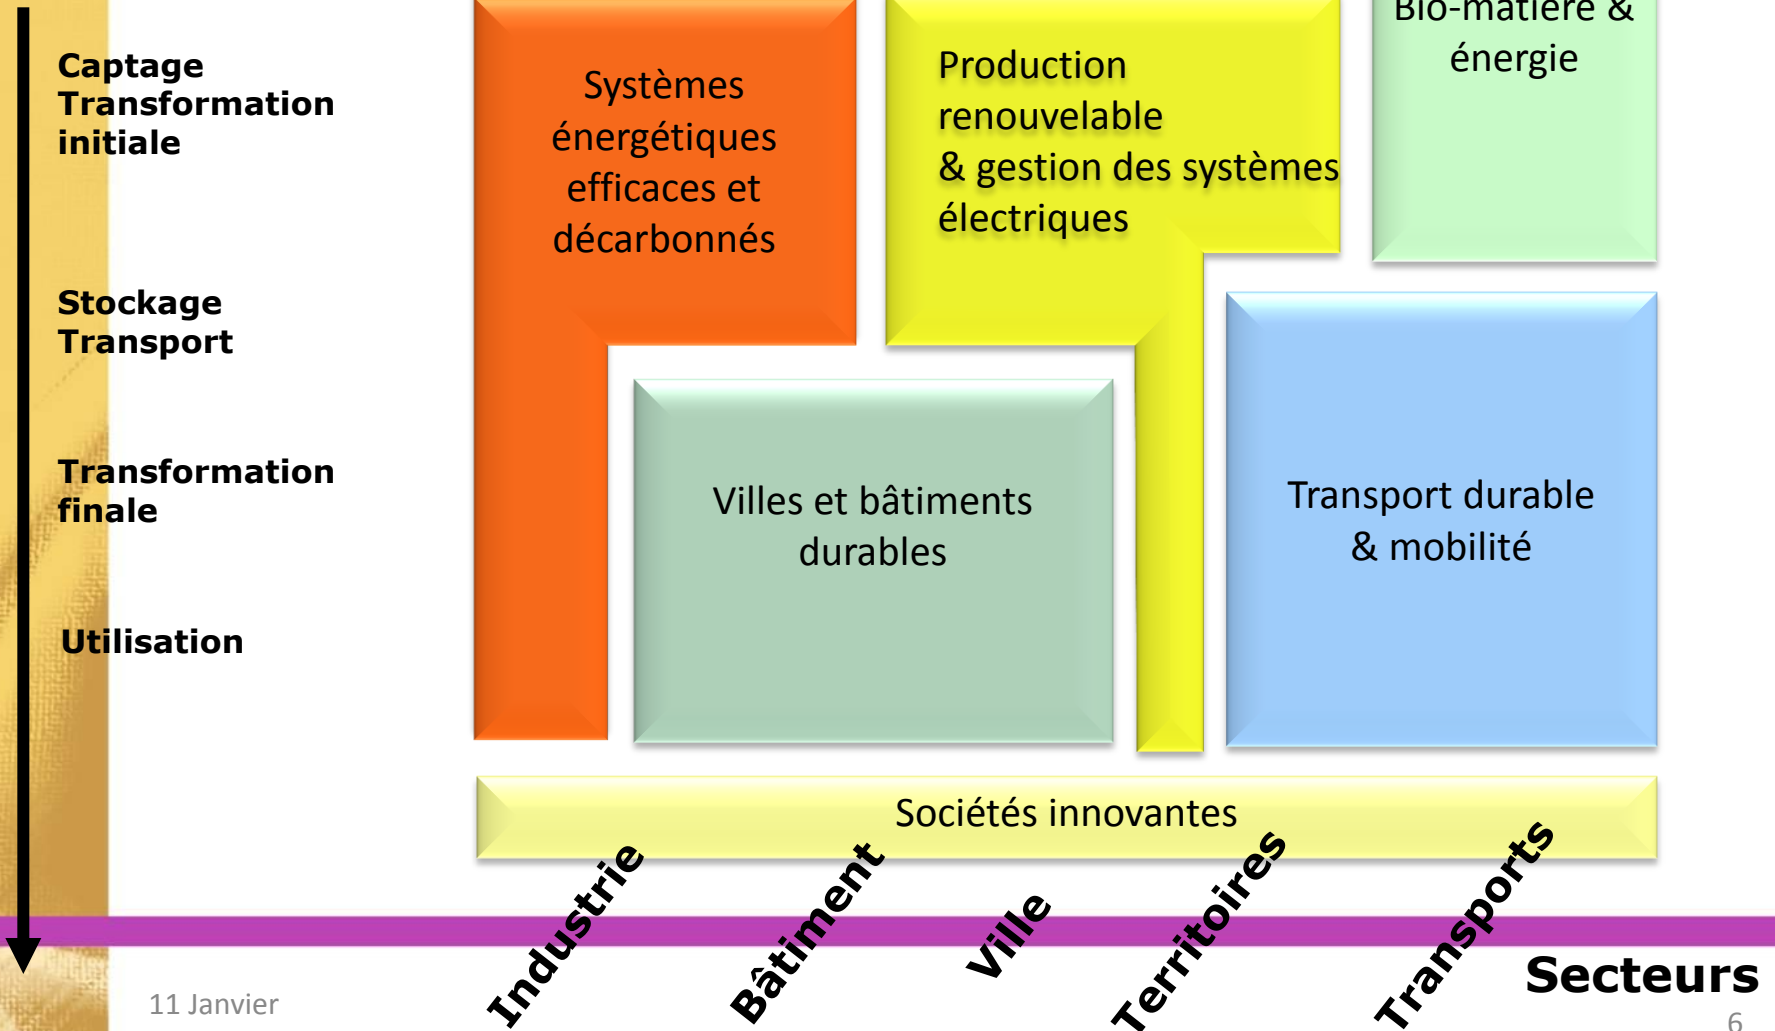 Captage
Transformation
initiale
Stockage
Transport
Transformation
finale
Utilisation
Systèmes
énergétiques
efficaces et
décarbonnés
Production
renouvelable
& gestion des systèmes
électriques
Bio-matière &
énergie
Villes et bâtiments
durables
Transport durable
& mobilité
Sociétés innovantes
Industrie
Bâtiment
Ville
Territoires
Transports
Secteurs
11 Janvier
6